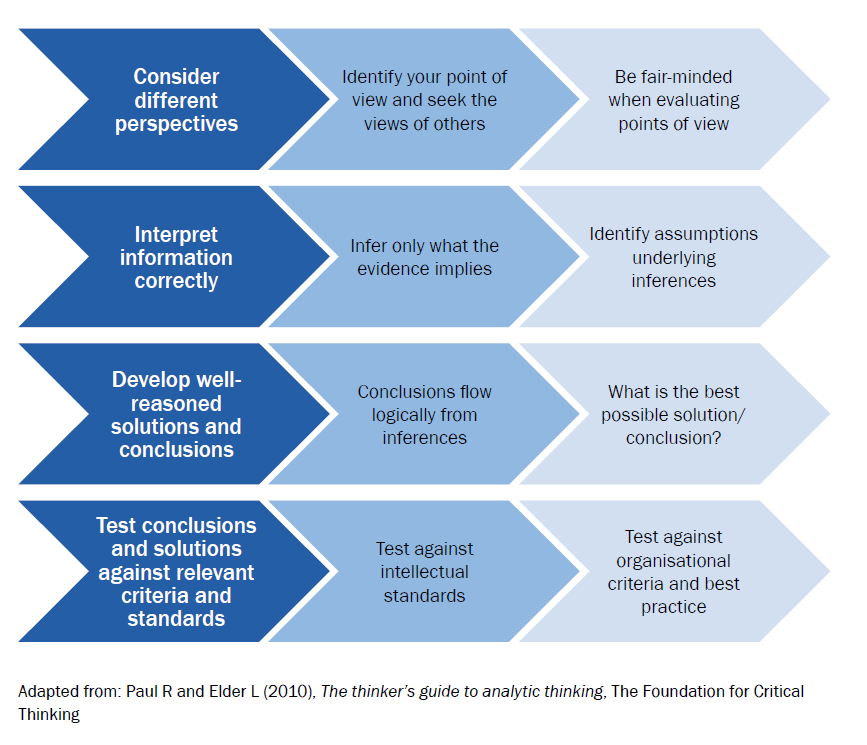 Consider
different
perspectives
Identify your point of
view and seek the
views of others
Be fair-minded
when evaluating
points of view
Interpret
information
correctly
Infer only what the
evidence implies
Identify assumptions
underlying
inferences
Develop well-
reasoned
solutions and
conclusions
Conclusions flow
logically from
inferences
What is the best
possible solution/
conclusion?
Test conclusions
and solutions
against relevant
criteria and
standards
Test against
intellectual
standards
Test against
organisational
criteria and best
practice
Adapted from: Paul R and Elder L (2010), The thinker’s guide to analytic thinking, The Foundation for Critical
Thinking